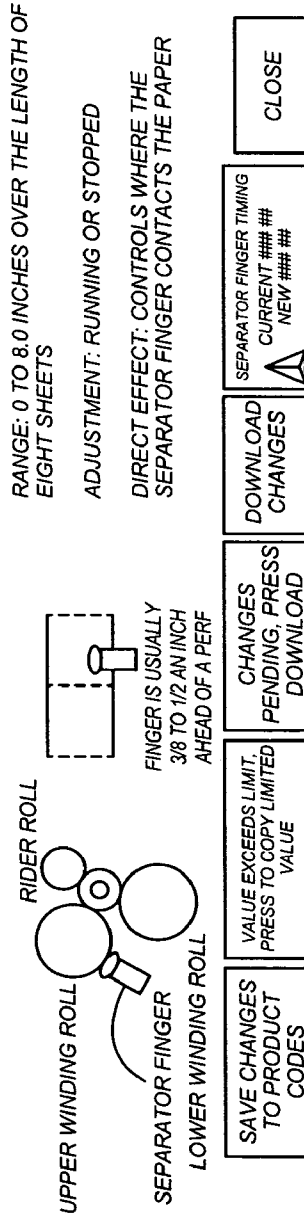 RANGE: 0 TO 8.0 INCHES OVER THE LENGTH OF
EIGHT SHEETS
ADJUSTMENT: RUNNING OR STOPPED
DIRECT EFFECT: CONTROLS WHERE THE
SEPARATOR FINGER CONTACTS THE PAPER
UPPER WINDING ROLL
RIDER ROLL
SEPARATOR FINGER
LOWER WINDING ROLL
FINGER IS USUALLY
3/8 TO 1/2 AN INCH
AHEAD OF A PERF
SAVE CHANGES
TO PRODUCT
CODES
VALUE EXCEEDS LIMIT,
PRESS TO COPY LIMITED
VALUE
CHANGES
PENDING, PRESS
DOWNLOAD
DOWNLOAD
CHANGES
SEPARATOR FINGER TIMING
CURRENT ### ##
NEW ### ##
CLOSE